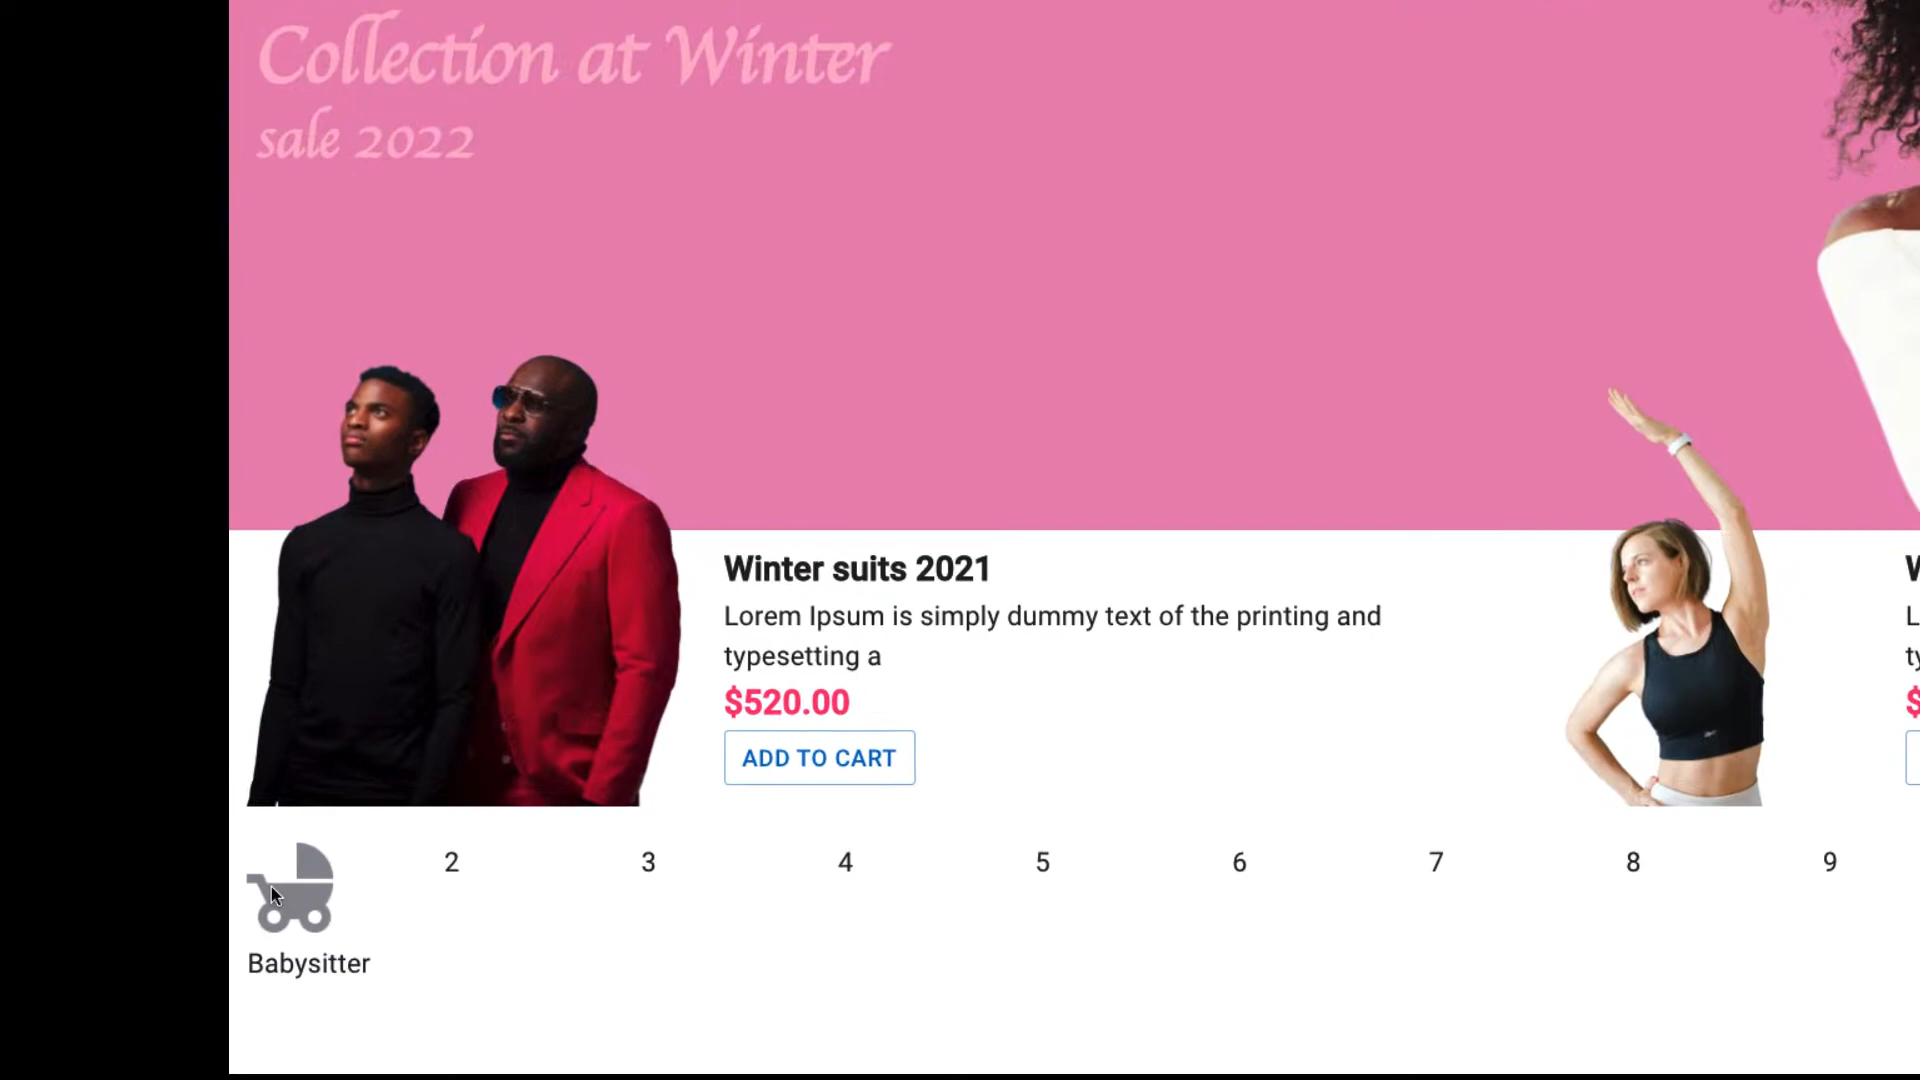 Collection at Winter
sale 2022
Winter suits 2021
Lorem Ipsum is simply dummy text of the printing and
typesetting a
$520.00
ADD TO CART
2 3 4 5 6 7 8 9
Babysitter